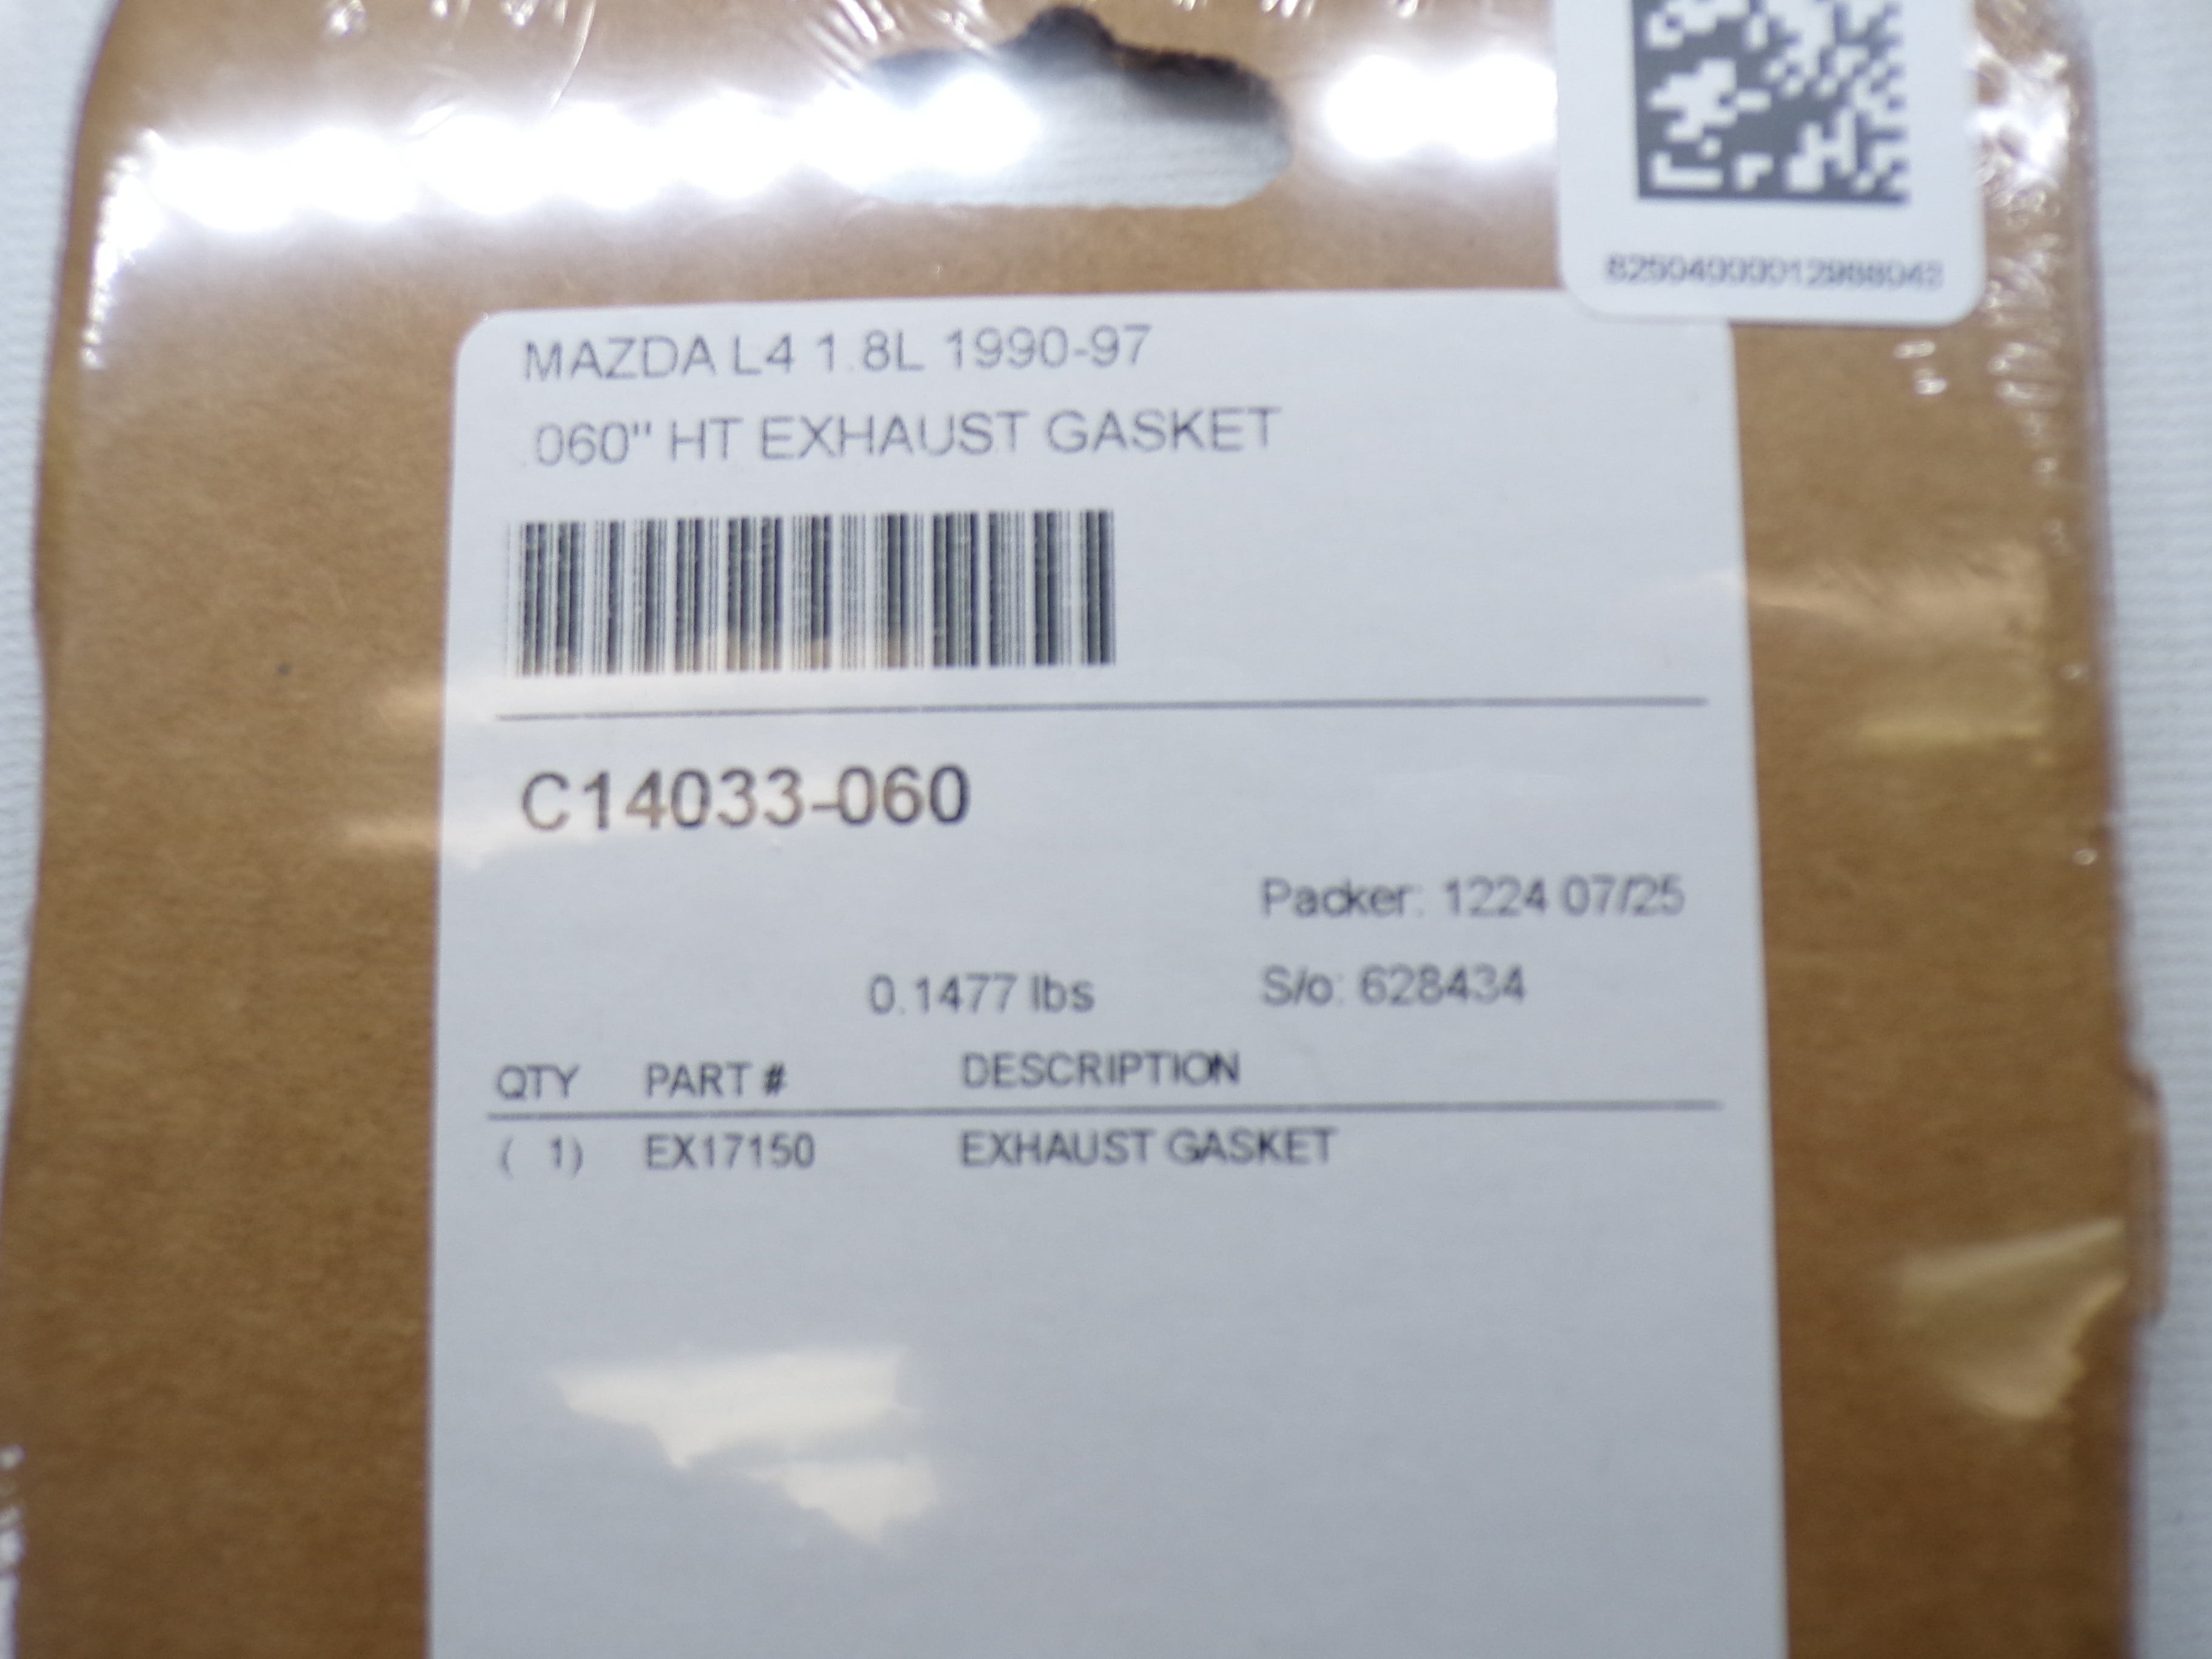 MAZDA L4 1.8L 1990-97
.060" HT EXHAUST GASKET
C14033-060
Packer: 1224 07/25
0.1477 lbs S/o: 628434
QTY PART # DESCRIPTION
( 1) EX17150 EXHAUST GASKET